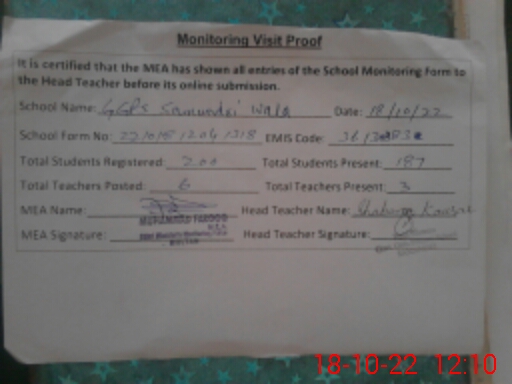 Monitoring Visit Proof
It is certified that the MEA has shown all entries of the School Monitoring Form to
the Head Teacher before its online submission.
School Name: GGPS Wala Date: 18/10/22
School Form No: EMIS Code:
Total Students Registered: 200 Total Students Present: 187
Total Teachers Posted: 6 Total Teachers Present: 3
MEA Name: MUHAMMAD FAROOQ Head Teacher Name:
MEA Signature: Head Teacher Signature:
18-10-22 12:10